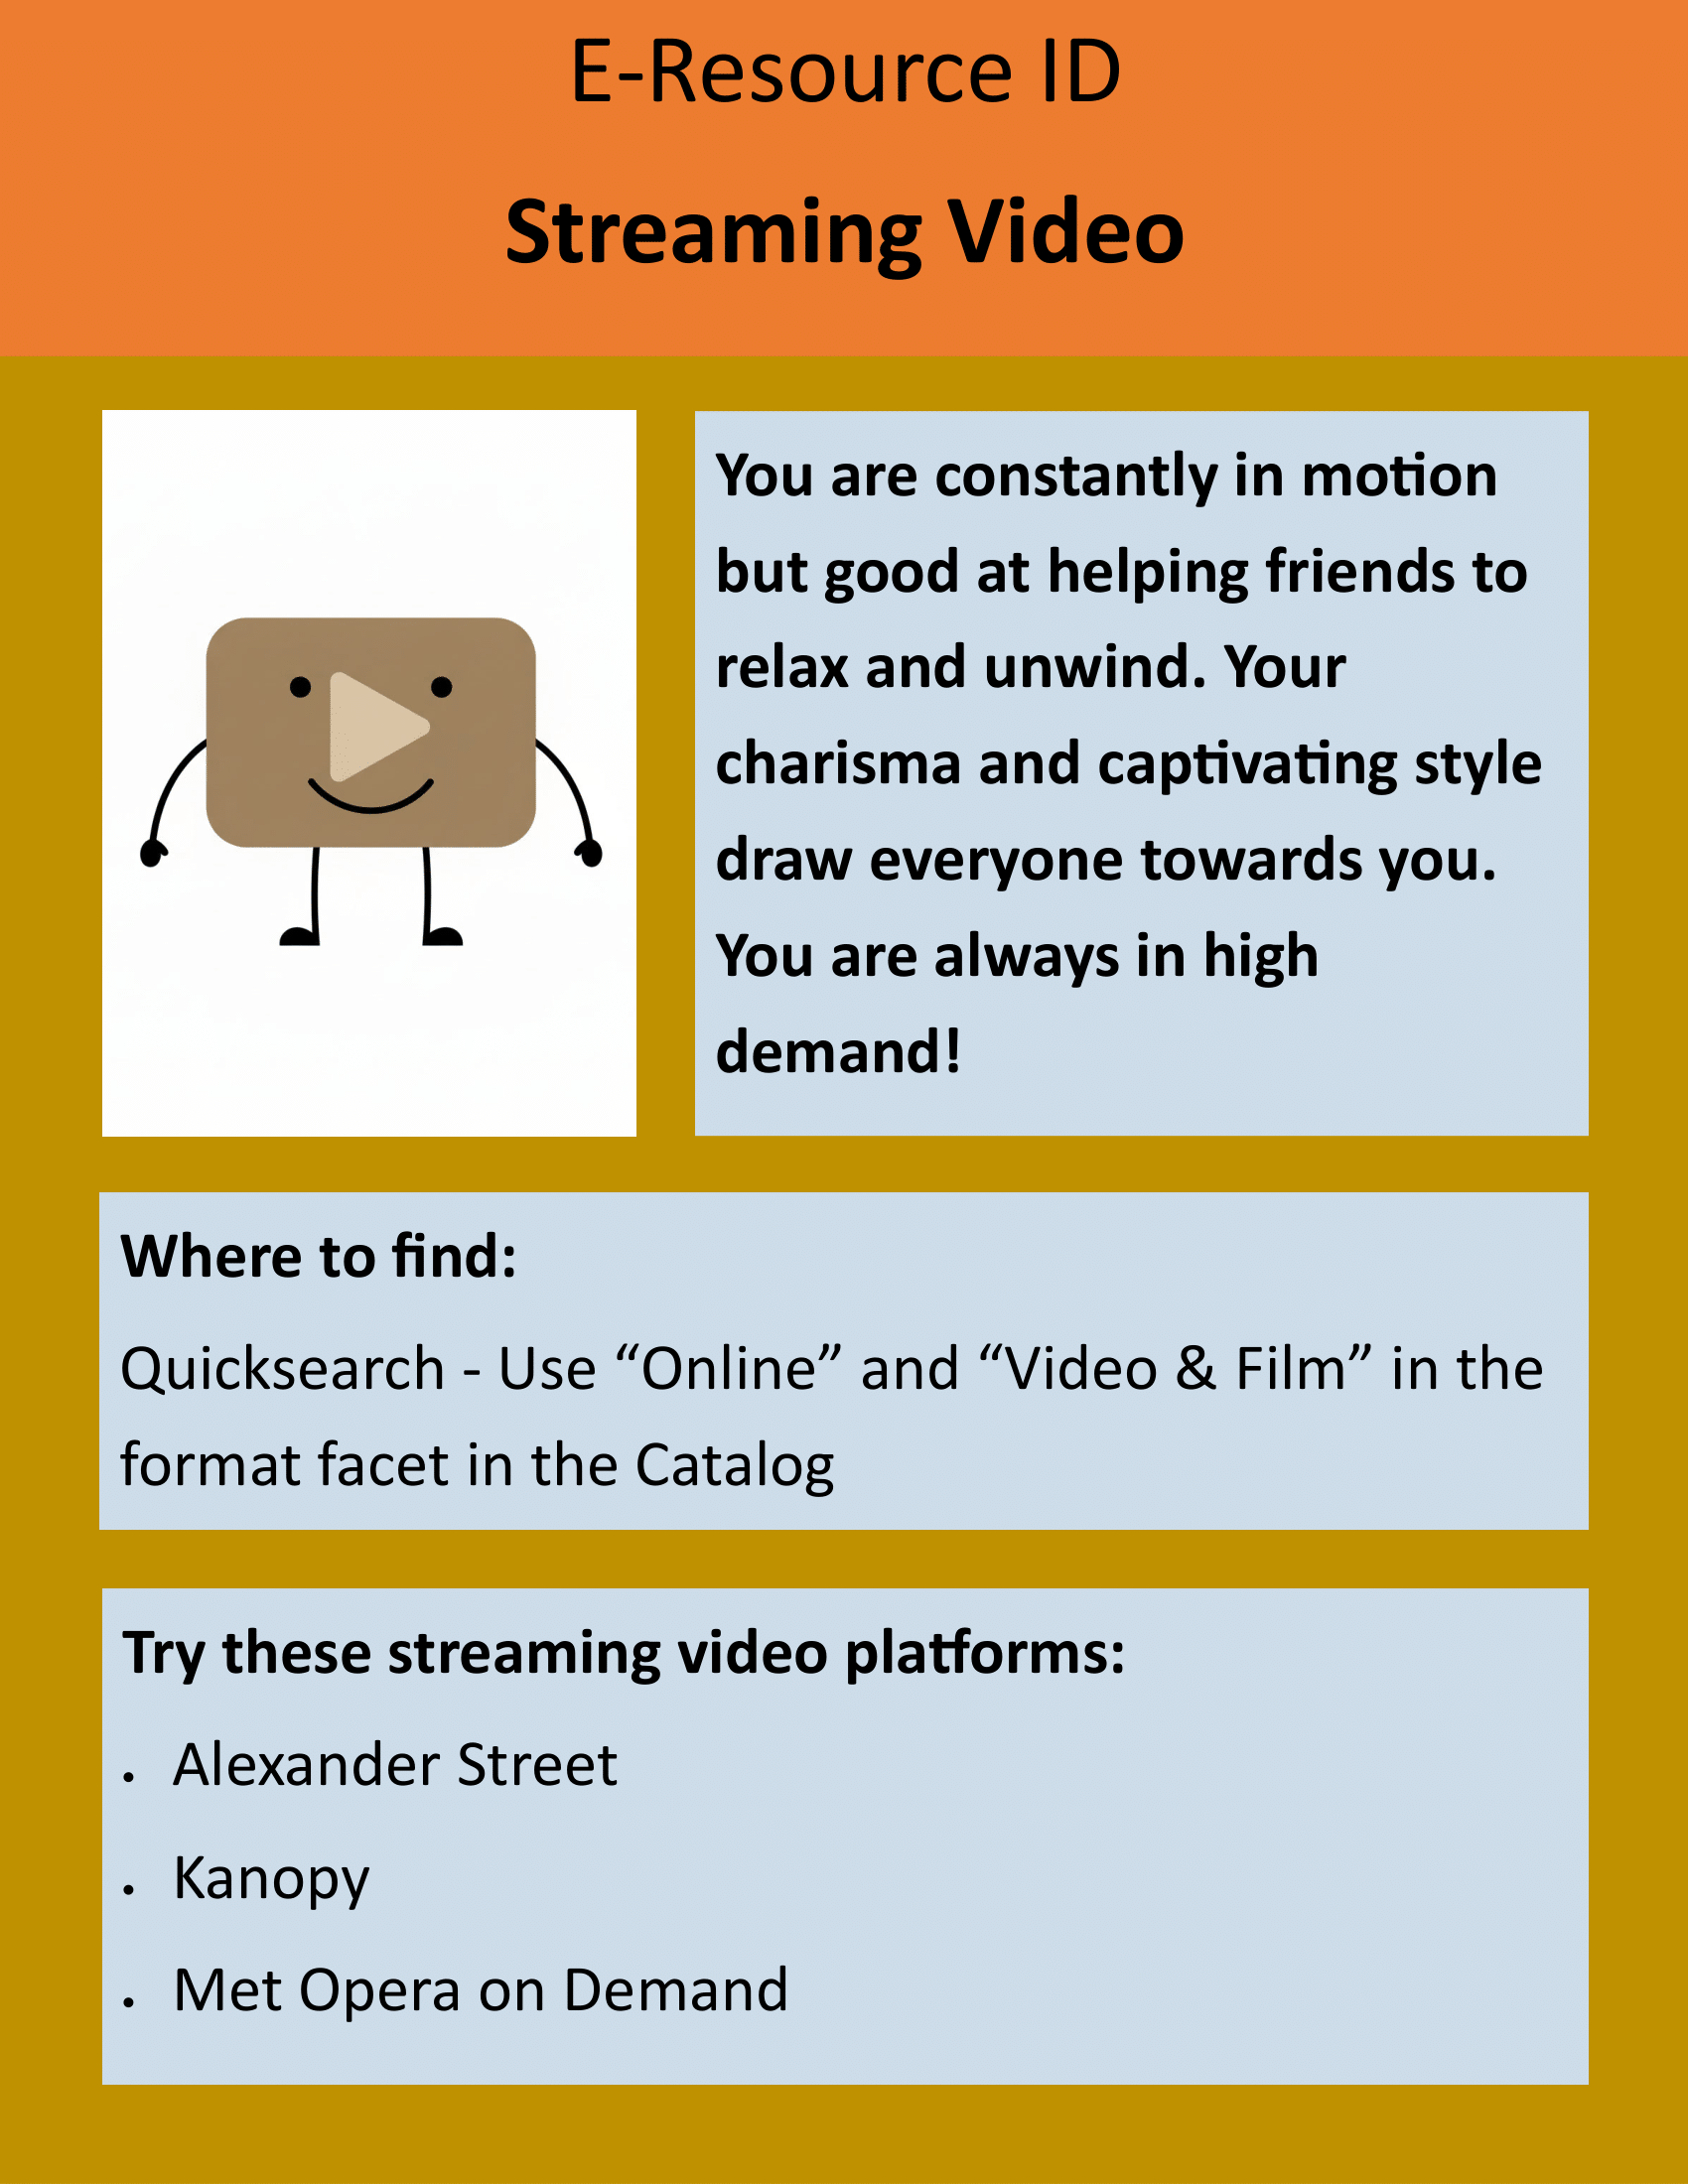 E-Resource ID
Streaming Video
You are constantly in motion
but good at helping friends to
relax and unwind. Your
charisma and captivating style
draw everyone towards you.
You are always in high
demand!
Where to find:
Quicksearch - Use “Online” and “Video & Film” in the
format facet in the Catalog
Try these streaming video platforms:
• Alexander Street
• Kanopy
• Met Opera on Demand